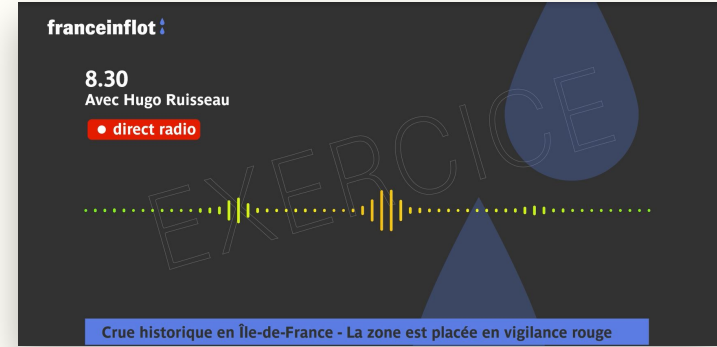 franceinflot
8.30
Avec Hugo Ruisseau
direct radio
EXERCICE
Crue historique en Île-de-France - La zone est placée en vigilance rouge